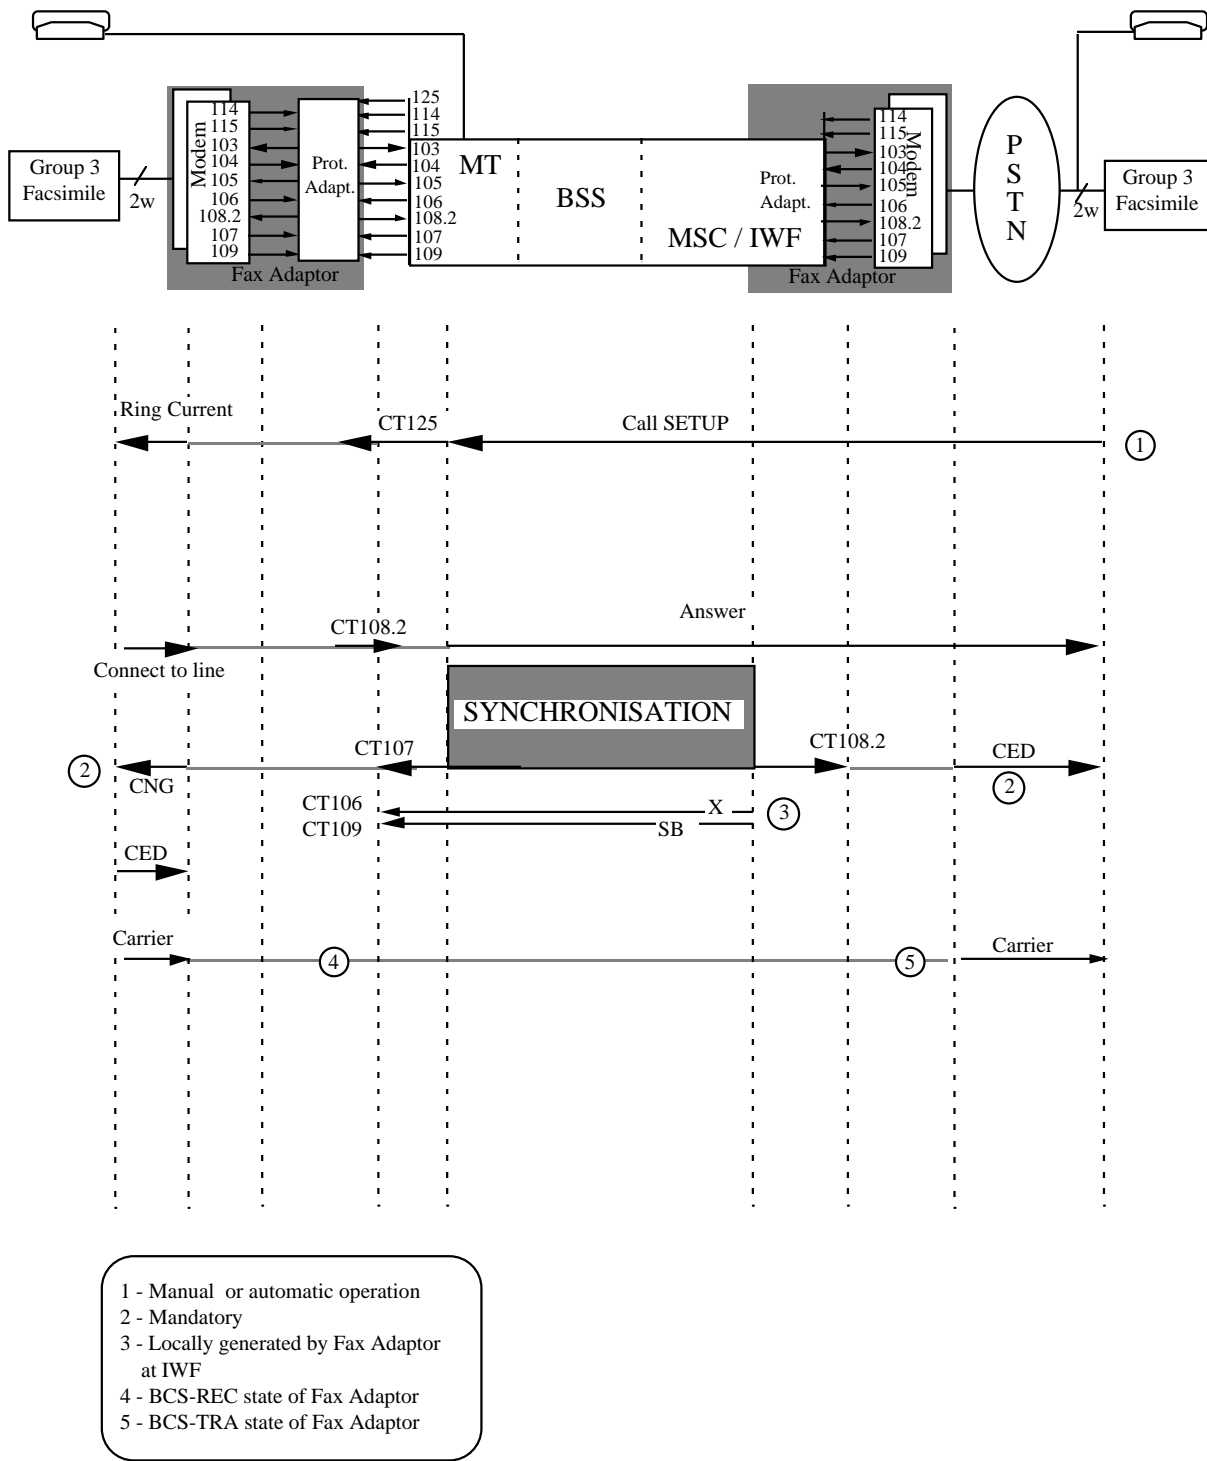 Group 3
Facsimile
2w
Modem
114
115
103
104
105
106
108.2
107
109
Prot.
Adapt.
Fax Adaptor
125
114
115
103
104
105
106
108.2
107
109
MT
BSS
MSC / IWF
Prot.
Adapt.
114
115
103
104
105
106
108.2
107
109
Modem
Fax Adaptor
P
S
T
N
2w
Group 3
Facsimile
Ring Current
CT125
Call SETUP
1
CT108.2
Answer
Connect to line
SYNCHRONISATION
CT107
CT108.2
CED
2
CNG
2
CT106
X
3
CT109
SB
CED
Carrier
4
5
Carrier
1 - Manual or automatic operation
2 - Mandatory
3 - Locally generated by Fax Adaptor
at IWF
4 - BCS-REC state of Fax Adaptor
5 - BCS-TRA state of Fax Adaptor